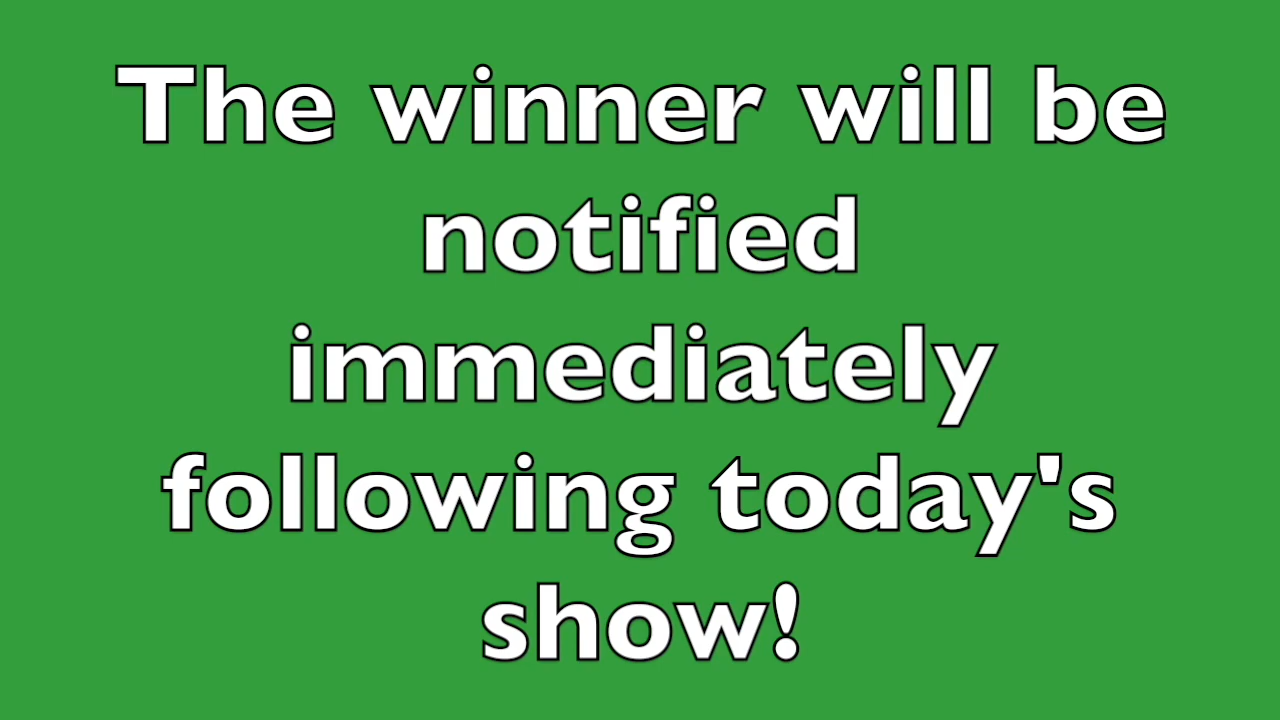 The winner will be
notified
immediately
following today's
show!